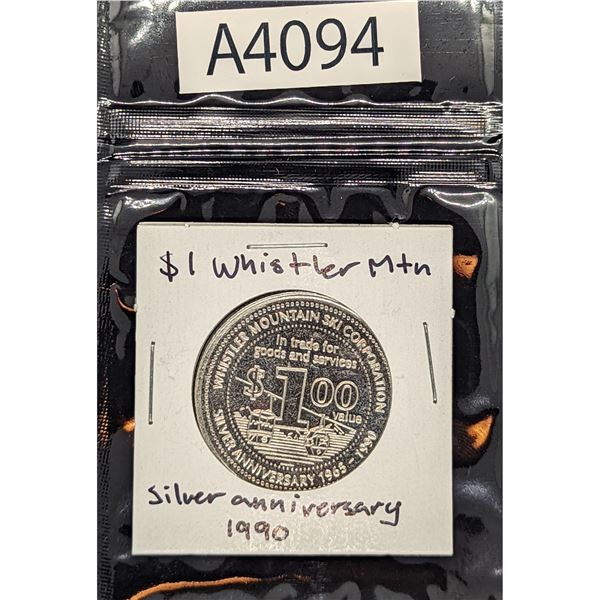 A4094
$1 Whistler Mtn
WHISTLER MOUNTAIN SKI CORPORATION
In trade for
goods and services
$1.00
value
SILVER ANNIVERSARY 1965 - 1990
Silver anniversary
1990